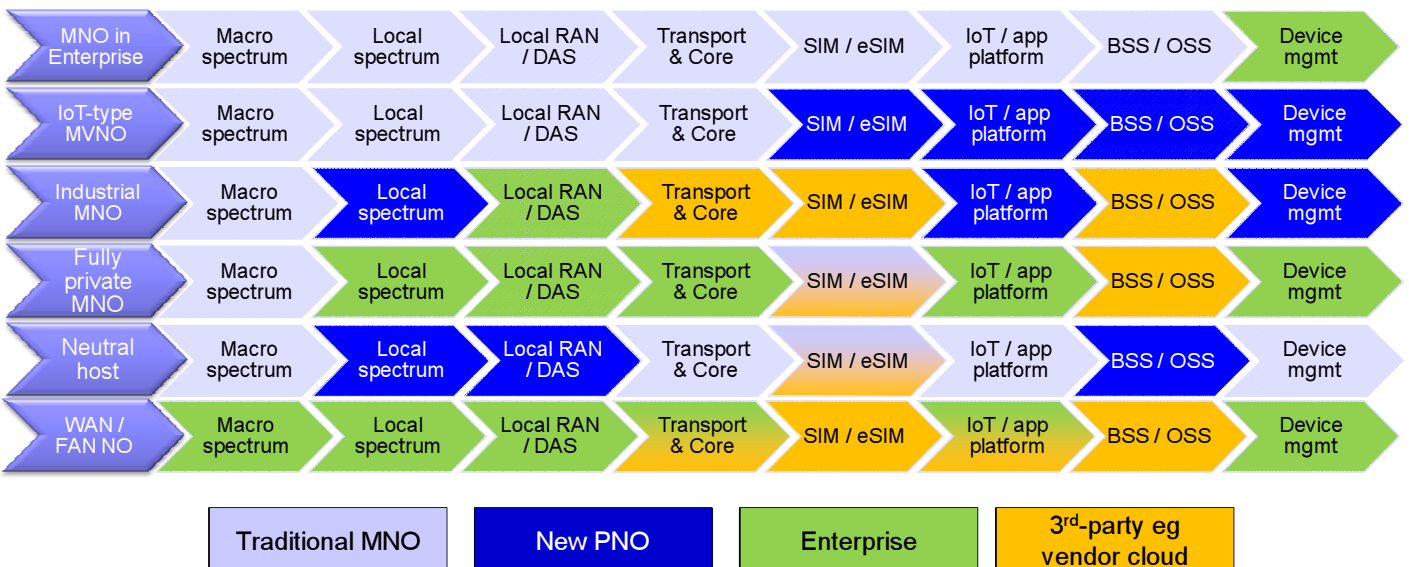 MNO in
Enterprise
Macro
spectrum
Local
spectrum
Local RAN
/ DAS
Transport
& Core
SIM / eSIM
IoT / app
platform
BSS / OSS
Device
mgmt
IoT-type
MVNO
Macro
spectrum
Local
spectrum
Local RAN
/ DAS
Transport
& Core
SIM / eSIM
IoT / app
platform
BSS / OSS
Device
mgmt
Industrial
MNO
Macro
spectrum
Local
spectrum
Local RAN
/ DAS
Transport
& Core
SIM / eSIM
IoT / app
platform
BSS / OSS
Device
mgmt
Fully
private
MNO
Macro
spectrum
Local
spectrum
Local RAN
/ DAS
Transport
& Core
SIM / eSIM
IoT / app
platform
BSS / OSS
Device
mgmt
Neutral
host
Macro
spectrum
Local
spectrum
Local RAN
/ DAS
Transport
& Core
SIM / eSIM
IoT / app
platform
BSS / OSS
Device
mgmt
WAN /
FAN NO
Macro
spectrum
Local
spectrum
Local RAN
/ DAS
Transport
& Core
SIM / eSIM
IoT / app
platform
BSS / OSS
Device
mgmt
Traditional MNO
New PNO
Enterprise
3rd-party eg
vendor cloud